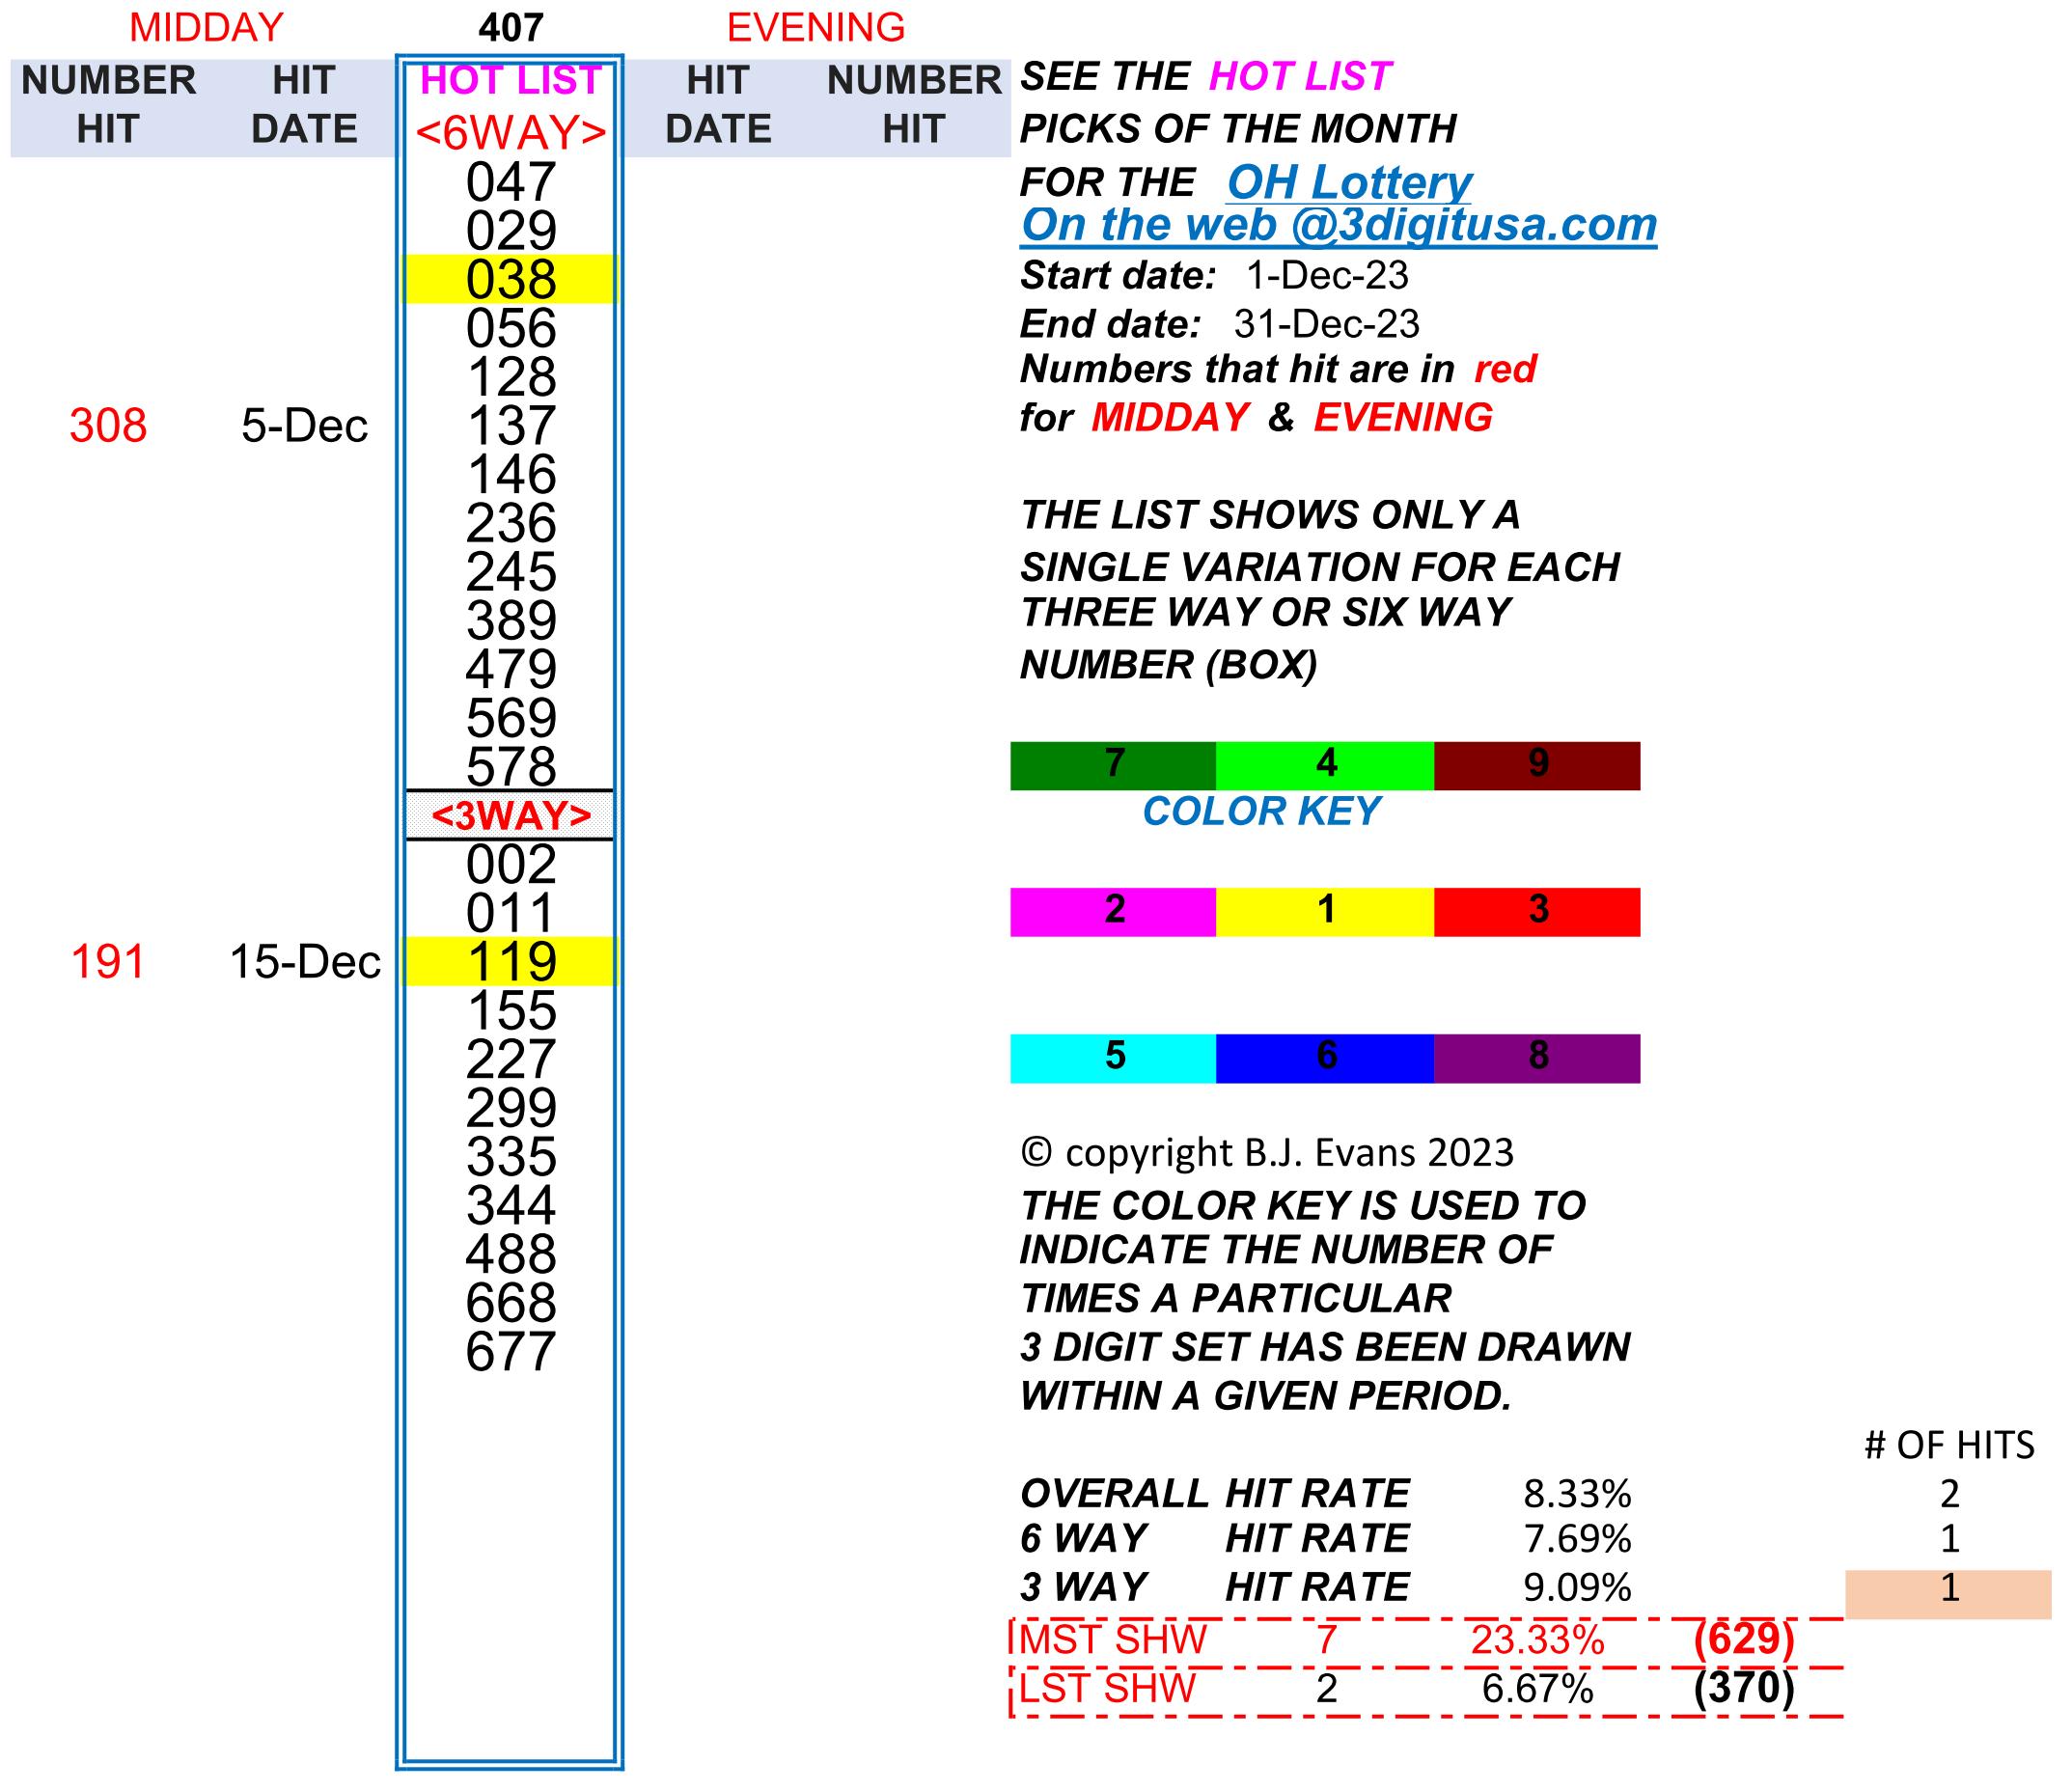 MIDDAY 407 EVENING
NUMBER HIT HOT LIST HIT NUMBER SEE THE HOT LIST
HIT DATE <6WAY> DATE HIT PICKS OF THE MONTH
047 FOR THE OH Lottery
029 On the web @3digitusa.com
038 Start date: 1-Dec-23
056 End date: 31-Dec-23
128 Numbers that hit are in red
308 5-Dec 137 for MIDDAY & EVENING
146
236 THE LIST SHOWS ONLY A
245 SINGLE VARIATION FOR EACH
389 THREE WAY OR SIX WAY
479 NUMBER (BOX)
569
578 7 4 9
<3WAY> COLOR KEY
002
011 2 1 3
191 15-Dec 119
155
227 5 6 8
299
335 © copyright B.J. Evans 2023
344 THE COLOR KEY IS USED TO
488 INDICATE THE NUMBER OF
668 TIMES A PARTICULAR
677 3 DIGIT SET HAS BEEN DRAWN
WITHIN A GIVEN PERIOD.
# OF HITS
OVERALL HIT RATE 8.33% 2
6 WAY HIT RATE 7.69% 1
3 WAY HIT RATE 9.09% 1
MST SHW 7 23.33% (629)
LST SHW 2 6.67% (370)